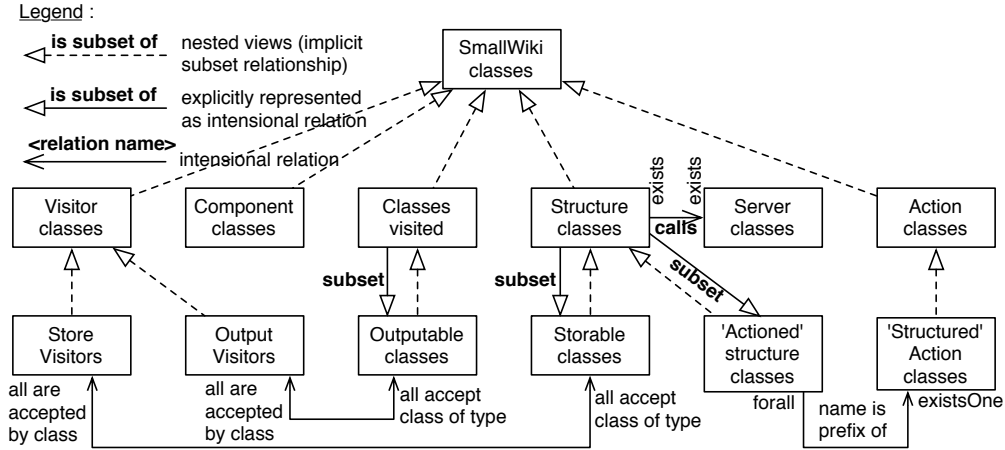 Legend :
is subset of
nested views (implicit
subset relationship)
is subset of
explicitly represented
as intensional relation
<relation name>
intensional relation
SmallWiki
classes
Visitor
classes
Component
classes
Classes
visited
Structure
classes
exists
exists
calls
Server
classes
Action
classes
subset
subset
subset
Store
Visitors
Output
Visitors
Outputable
classes
Storable
classes
'Actioned'
structure
classes
'Structured'
Action
classes
all are
accepted
by class
all are
accepted
by class
all accept
class of type
all accept
class of type
forall
name is
prefix of
existsOne